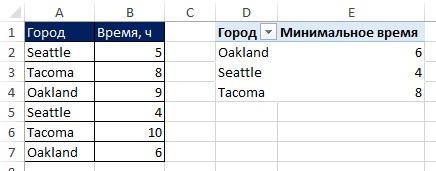 A B C D E
1 Город Время, ч Город Минимальное время
2 Seattle 5 Oakland 6
3 Tacoma 8 Seattle 4
4 Oakland 9 Tacoma 8
5 Seattle 4
6 Tacoma 10
7 Oakland 6